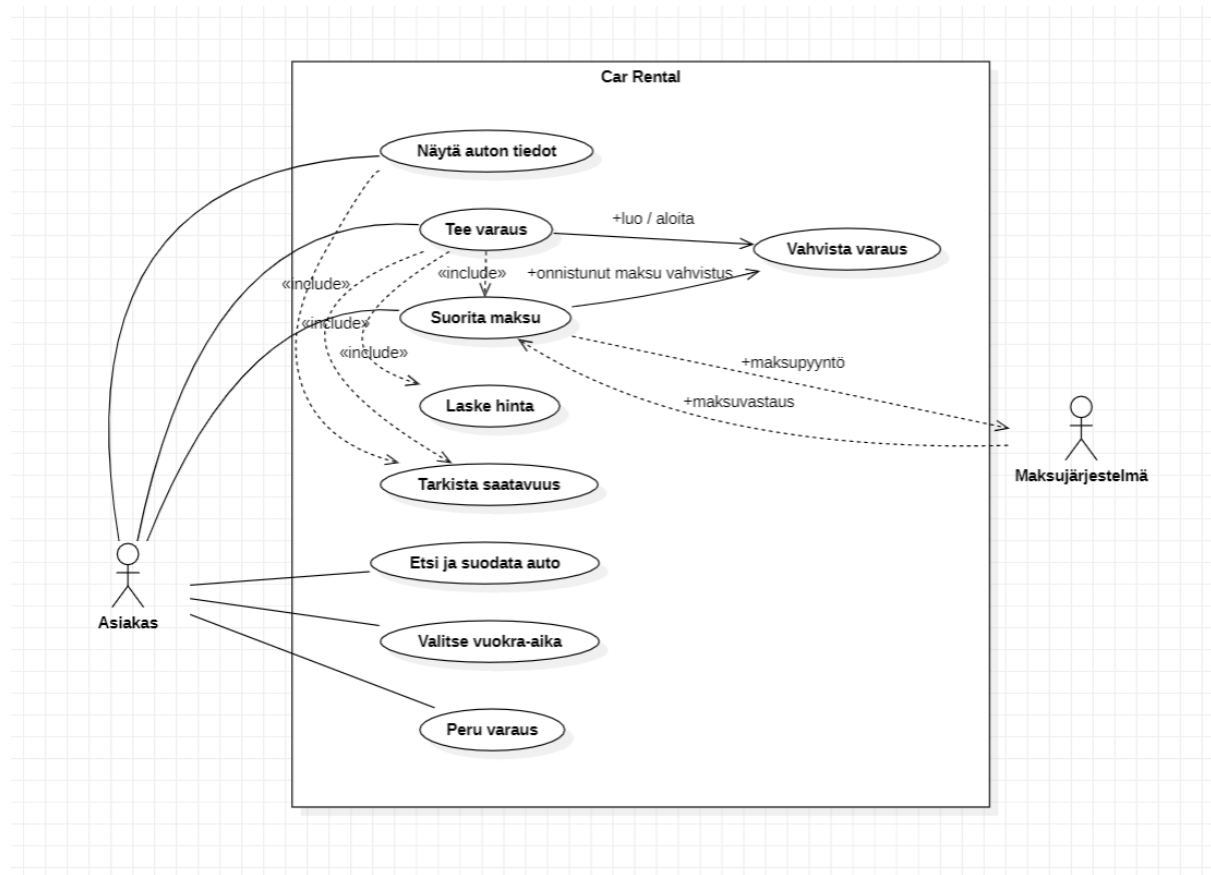 Car Rental
Näytä auton tiedot
Tee varaus
+luo / aloita
Vahvista varaus
«include»
«include»
+onnistunut maksu vahvistus
Suorita maksu
«include»
«include»
+maksupyyntö
Laske hinta
+maksuvastaus
Maksujärjestelmä
Tarkista saatavuus
Etsi ja suodata auto
Asiakas
Valitse vuokra-aika
Peru varaus